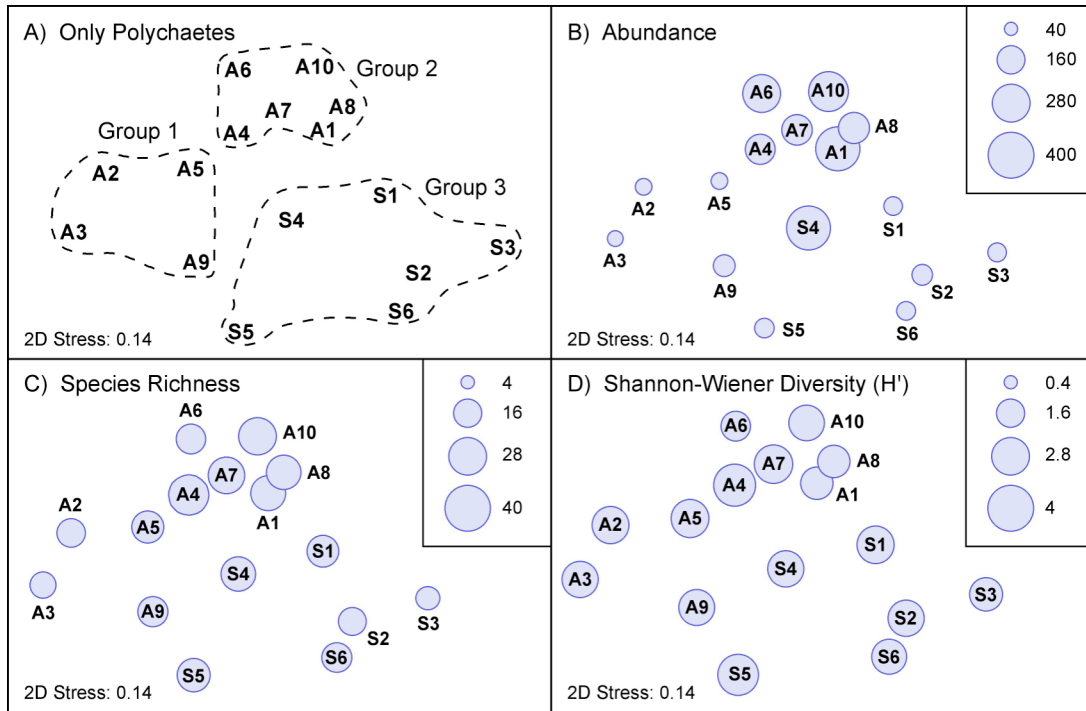 A) Only Polychaetes
A6
A10
Group 2
A7
A8
A4
A1
Group 1
A2
A5
A3
A9
Group 3
S1
S4
S3
S2
S6
S5
2D Stress: 0.14
B) Abundance
40
160
280
400
A6
A10
A7
A8
A4
A1
A2
A5
A3
A9
S4
S1
S3
S2
S6
S5
2D Stress: 0.14
C) Species Richness
4
16
28
40
A6
A10
A7
A8
A4
A1
A2
A5
A3
A9
S1
S4
S3
S2
S6
S5
2D Stress: 0.14
D) Shannon-Wiener Diversity (H')
0.4
1.6
2.8
4
A6
A10
A7
A8
A4
A1
A2
A5
A3
A9
S1
S4
S3
S2
S6
S5
2D Stress: 0.14